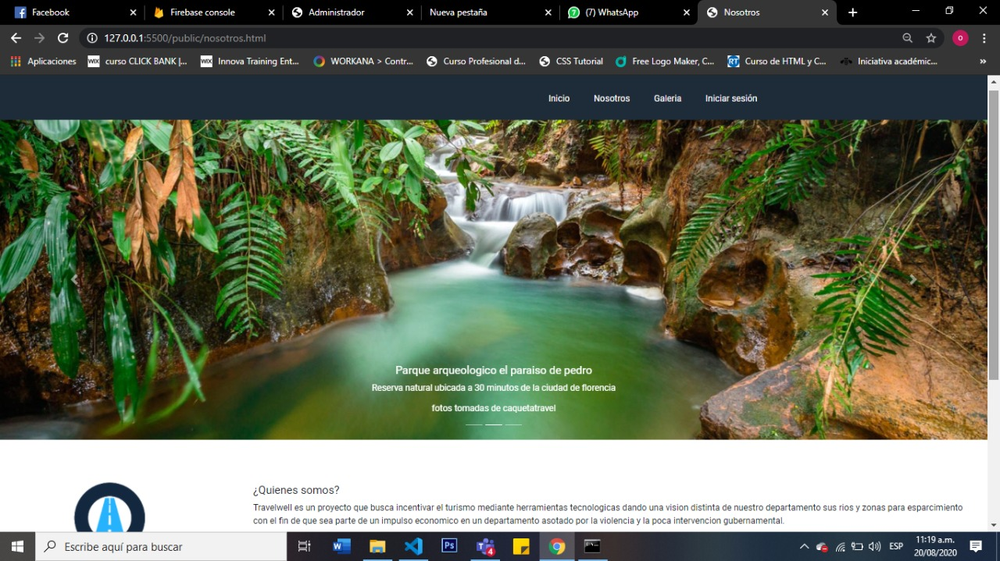 Facebook
Firebase console
Administrador
Nueva pestaña
(7) WhatsApp
Nosotros
127.0.0.1:5500/public/nosotros.html
O
Aplicaciones
WIX curso CLICK BANK |...
WIX Innova Training Ent...
WORKANA > Contr...
Curso Profesional d...
CSS Tutorial
Free Logo Maker, C...
RT Curso de HTML y C...
Iniciativa académic...
»
Inicio Nosotros Galeria Iniciar sesión
Parque arqueologico el paraiso de pedro
Reserva natural ubicada a 30 minutos de la ciudad de florencia
fotos tomadas de caquetatravel
¿Quienes somos?
Travelwell es un proyecto que busca incentivar el turismo mediante herramientas tecnologicas dando una vision distinta de nuestro departamento sus rios y zonas para esparcimiento
con el fin de que sea parte de un impulso economico en un departamento asotado por la violencia y la poca intervencion gubernamental.
Escribe aquí para buscar
W
Ps
4
ESP
11:19 a.m.
20/08/2020